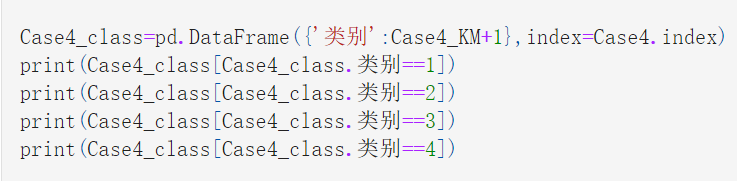 Case4_class=pd.DataFrame({'类别':Case4_KM+1},index=Case4.index)
print(Case4_class[Case4_class.类别==1])
print(Case4_class[Case4_class.类别==2])
print(Case4_class[Case4_class.类别==3])
print(Case4_class[Case4_class.类别==4])